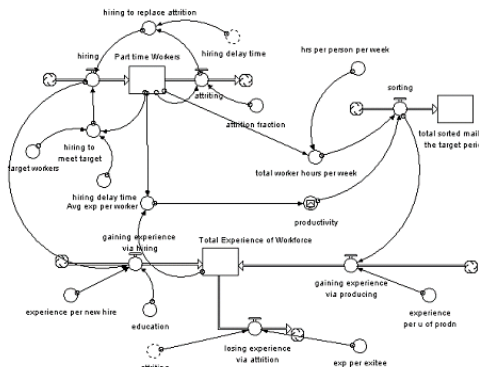 hiring to replace attrition
hiring
Part time Workers
hiring delay time
hrs per person per week
attriting
sorting
attrition fraction
total sorted mail
the target peri
hiring to
meet target
target workers
total worker hours per week
hiring delay time
Avg exp per worker
productivity
gaining experience
via hiring
Total Experience of Workforce
gaining experience
via producing
experience
per u of prodn
experience per new hire
education
losing experience
via attrition
exp per exitee
attriting